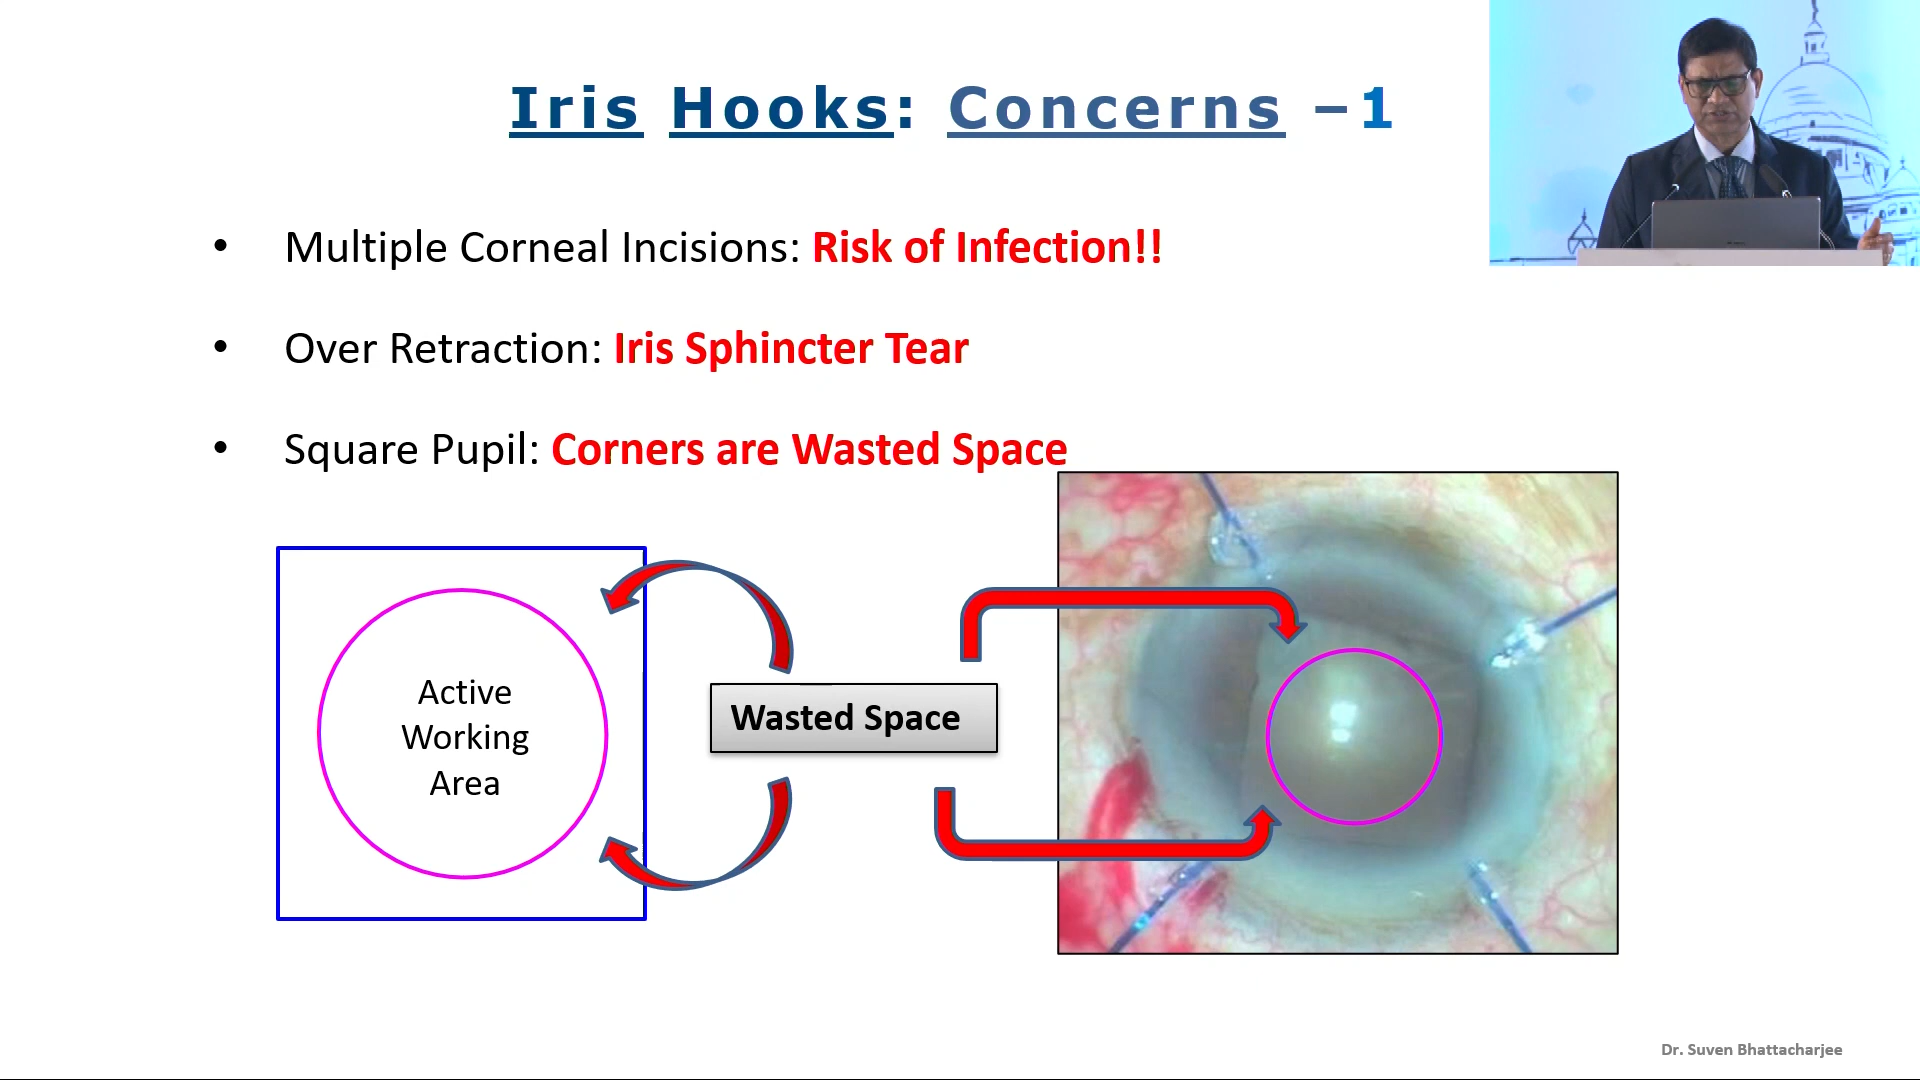 Iris Hooks: Concerns –1
• Multiple Corneal Incisions: Risk of Infection!!
• Over Retraction: Iris Sphincter Tear
• Square Pupil: Corners are Wasted Space
Active
Working
Area
Wasted Space
Dr. Suven Bhattacharjee